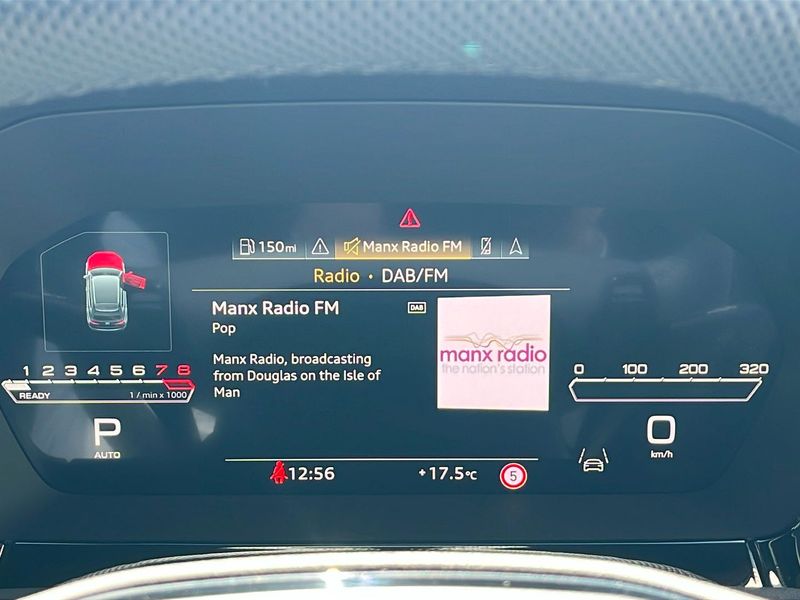 150mi
Manx Radio FM
Radio • DAB/FM
Manx Radio FM
DAB
Pop
Manx Radio, broadcasting
from Douglas on the Isle of
Man
manx radio
the nation's station
1 2 3 4 5 6 7 8
READY 1 / min x 1000
P
AUTO
0 100 200 320
0
km/h
12:56
+17.5°C
5